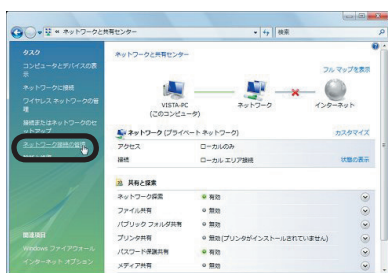 ネットワークと共有センター
検索
タスク
コンピュータとデバイスの表
示
ネットワークに接続
ワイヤレス ネットワークの管
理
接続またはネットワークのセ
ットアップ
ネットワーク接続の管理
関連項目
Windows ファイアウォール
インターネット オプション
ネットワークと共有センター
フル マップを表示
VISTA-PC
(このコンピュータ)
ネットワーク
インターネット
ネットワーク (プライベート ネットワーク)
カスタマイズ
アクセス
ローカルのみ
接続
ローカル エリア接続
状態の表示
共有と探索
ネットワーク探索
有効
ファイル共有
無効
パブリック フォルダ共有
無効
プリンタ共有
無効(プリンタがインストールされていません)
パスワード保護共有
有効
メディア共有
無効